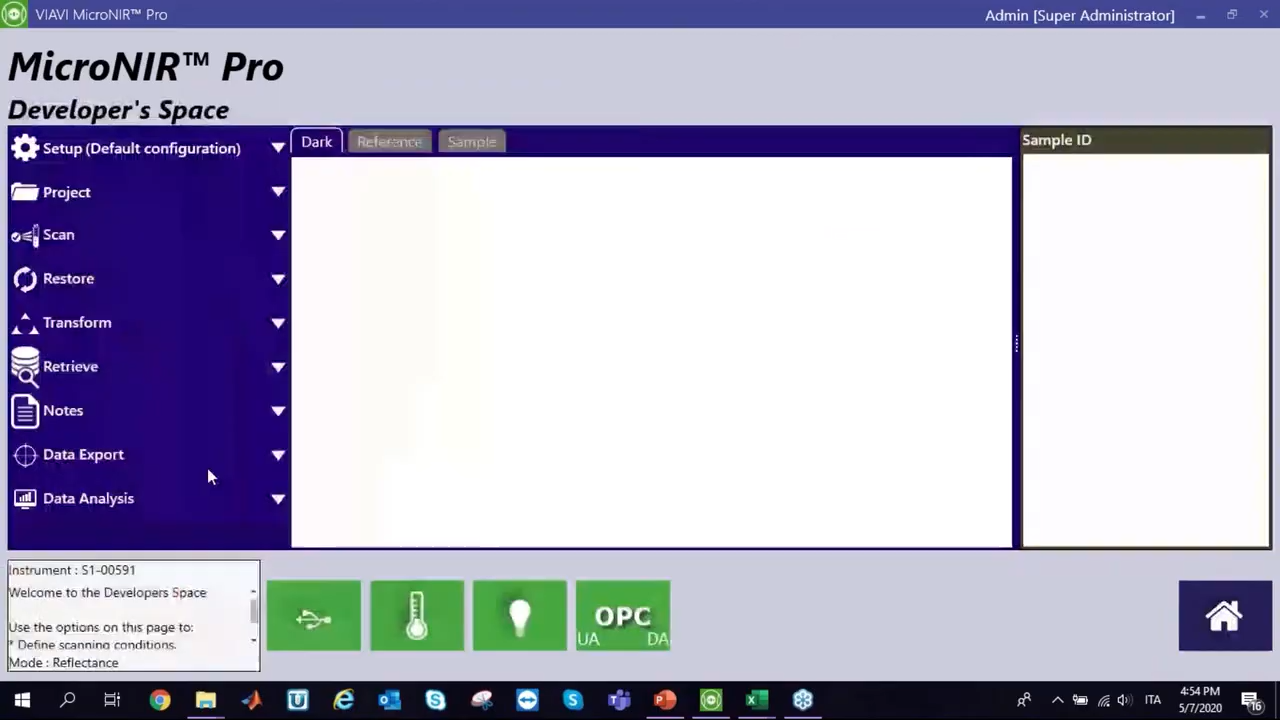 VIAVI MicroNIR™ Pro
Admin [Super Administrator]
MicroNIR™ Pro
Developer's Space
Setup (Default configuration)
Project
Scan
Restore
Transform
Retrieve
Notes
Data Export
Data Analysis
Dark
Reference
Sample
Sample ID
Instrument : S1-00591
Welcome to the Developers Space
Use the options on this page to:
* Define scanning conditions.
Mode : Reflectance
OPC
UA DA
ITA
4:54 PM
5/7/2020
16